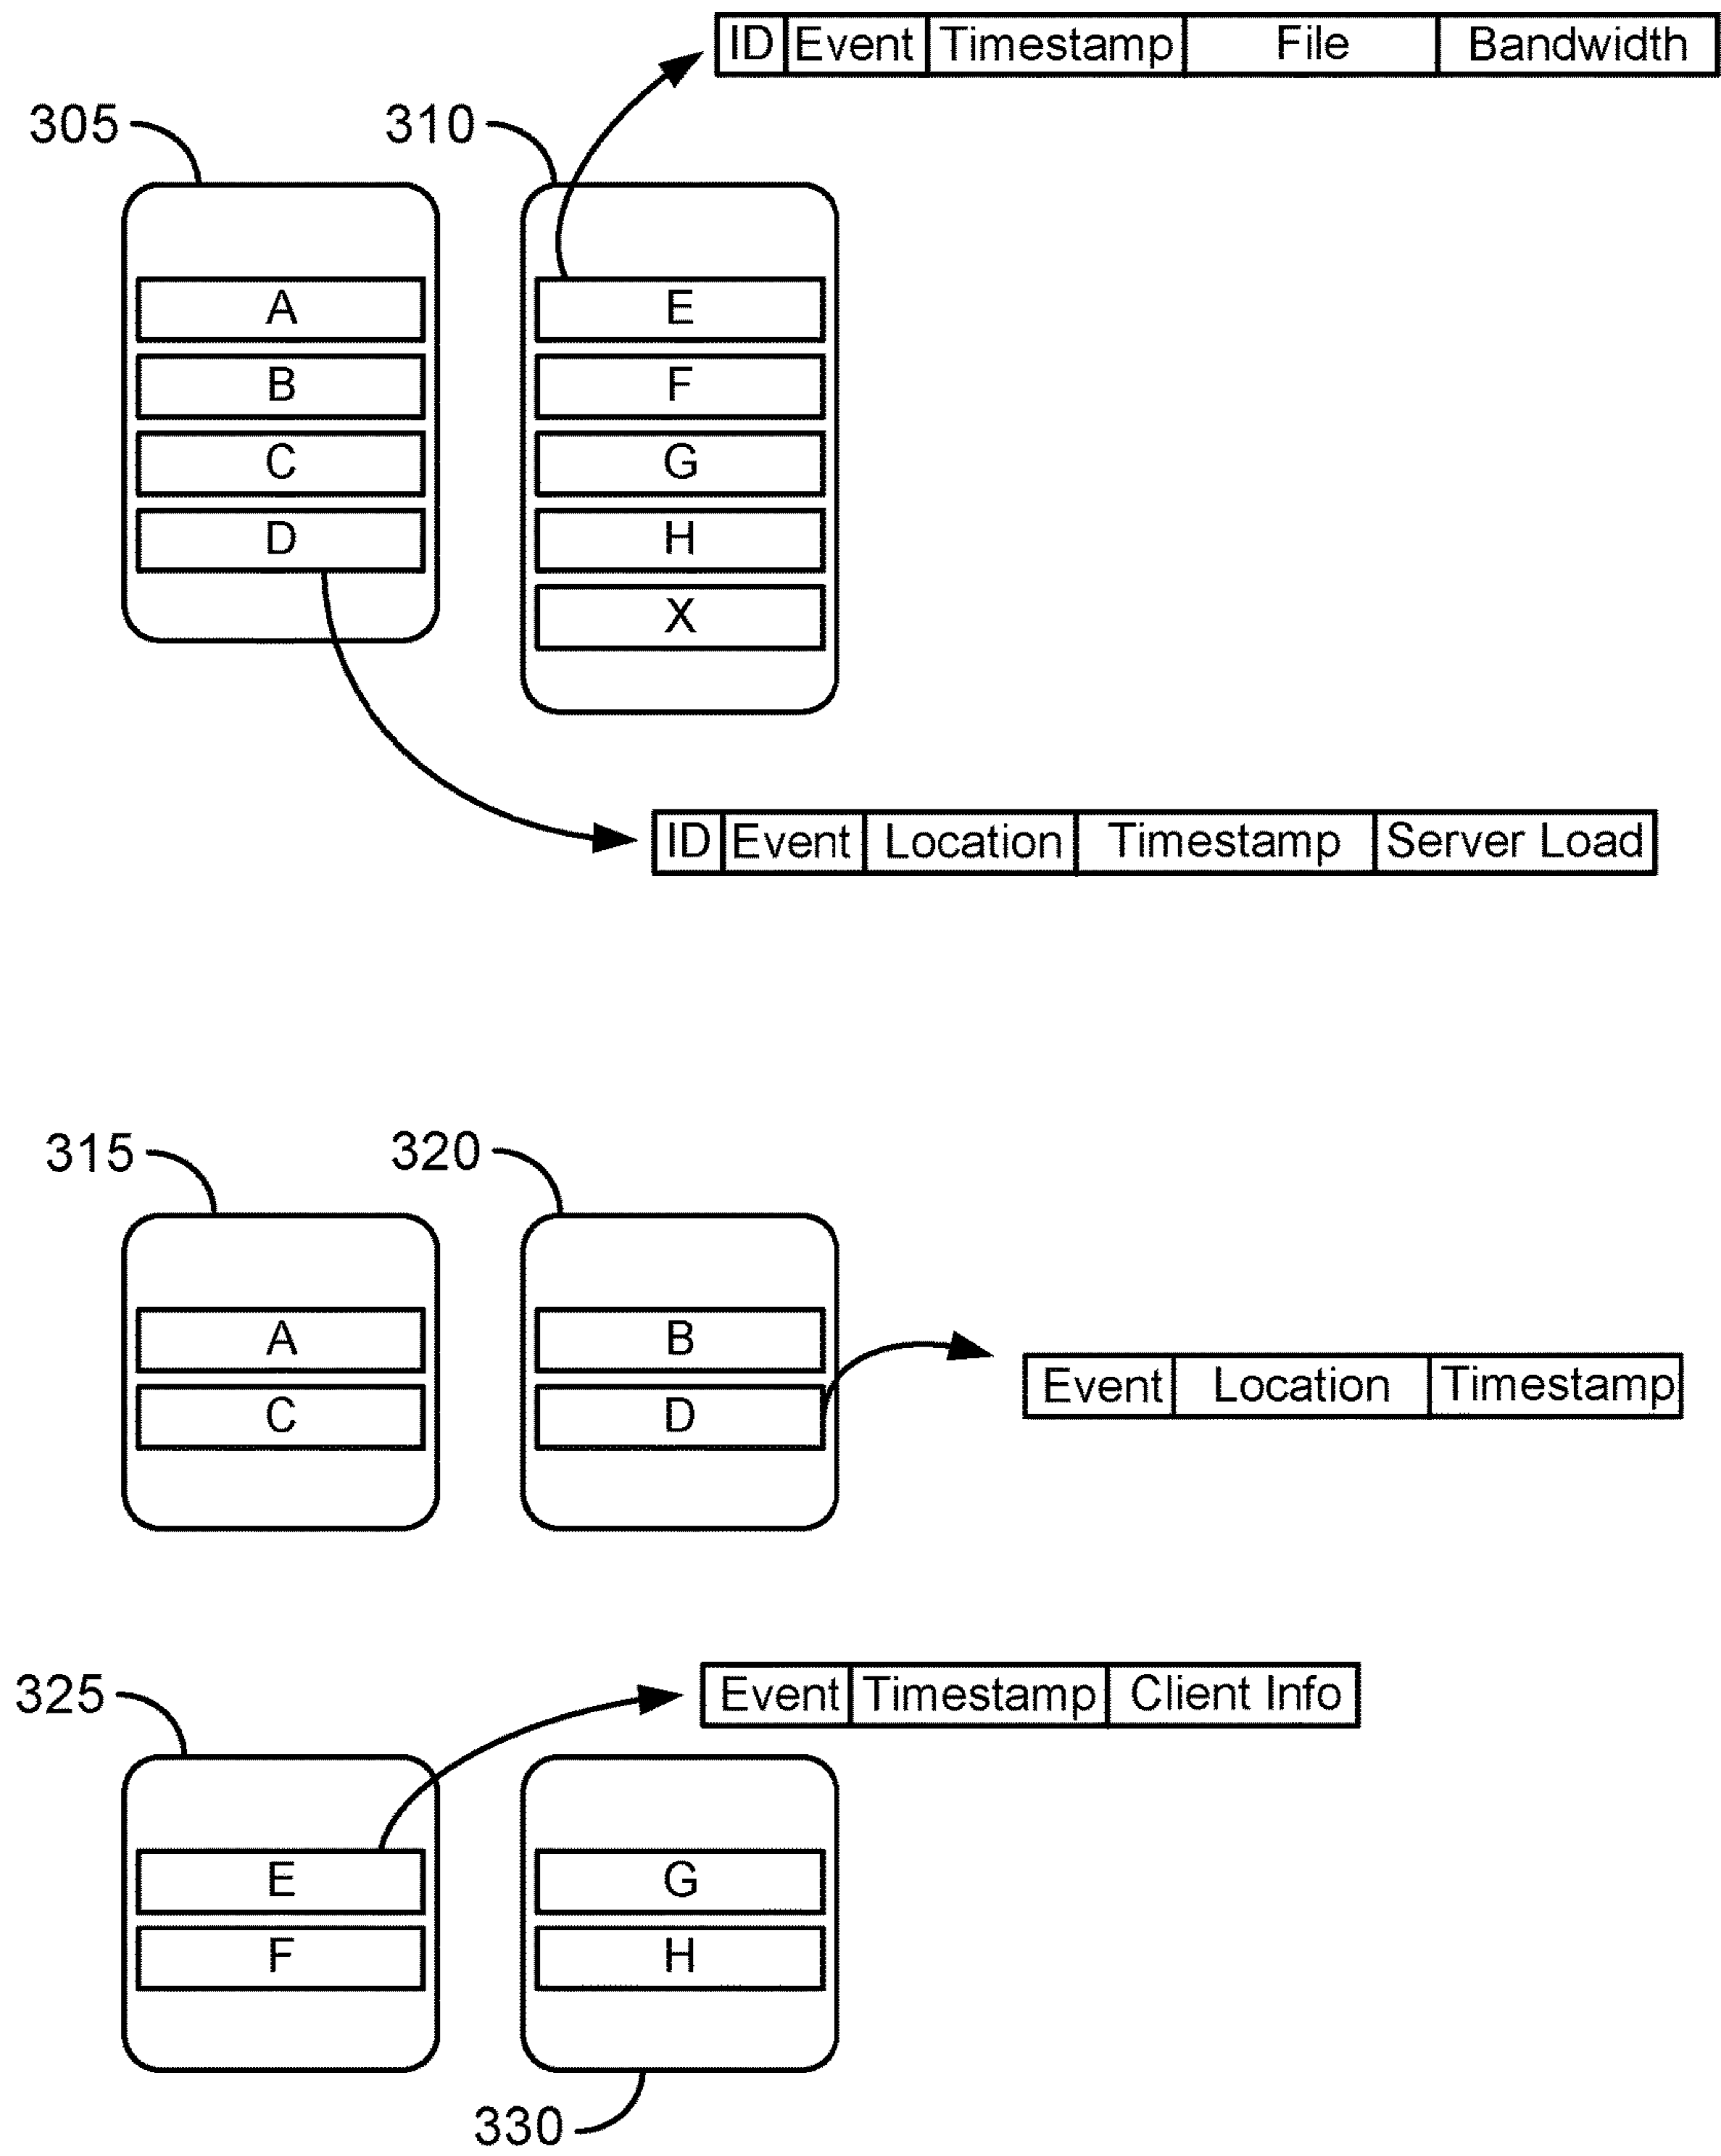 ID Event Timestamp File Bandwidth
305 310
A E
B F
C G
D H
X
ID Event Location Timestamp Server Load
315 320
A B
C D
Event Location Timestamp
325
Event Timestamp Client Info
E G
F H
330